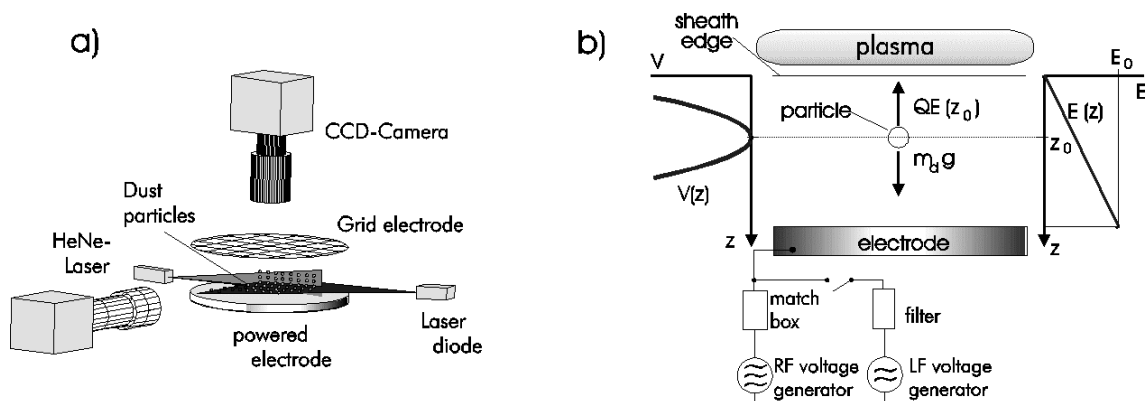 a)
CCD-Camera
Dust
particles
Grid electrode
HeNe-
Laser
powered
electrode
Laser
diode
b)
sheath
edge
plasma
V
E₀
E
particle
QE(z₀)
E(z)
z₀
m_d g
V(z)
z
electrode
z
match
box
filter
RF voltage
generator
LF voltage
generator